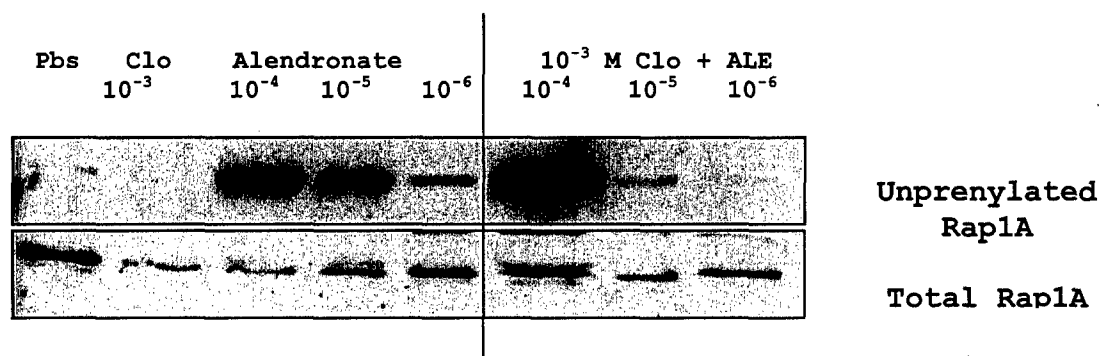 Pbs Clo Alendronate 10⁻³ M Clo + ALE
10⁻³ 10⁻⁴ 10⁻⁵ 10⁻⁶ 10⁻⁴ 10⁻⁵ 10⁻⁶
Unprenylated
Rap1A
Total Rap1A